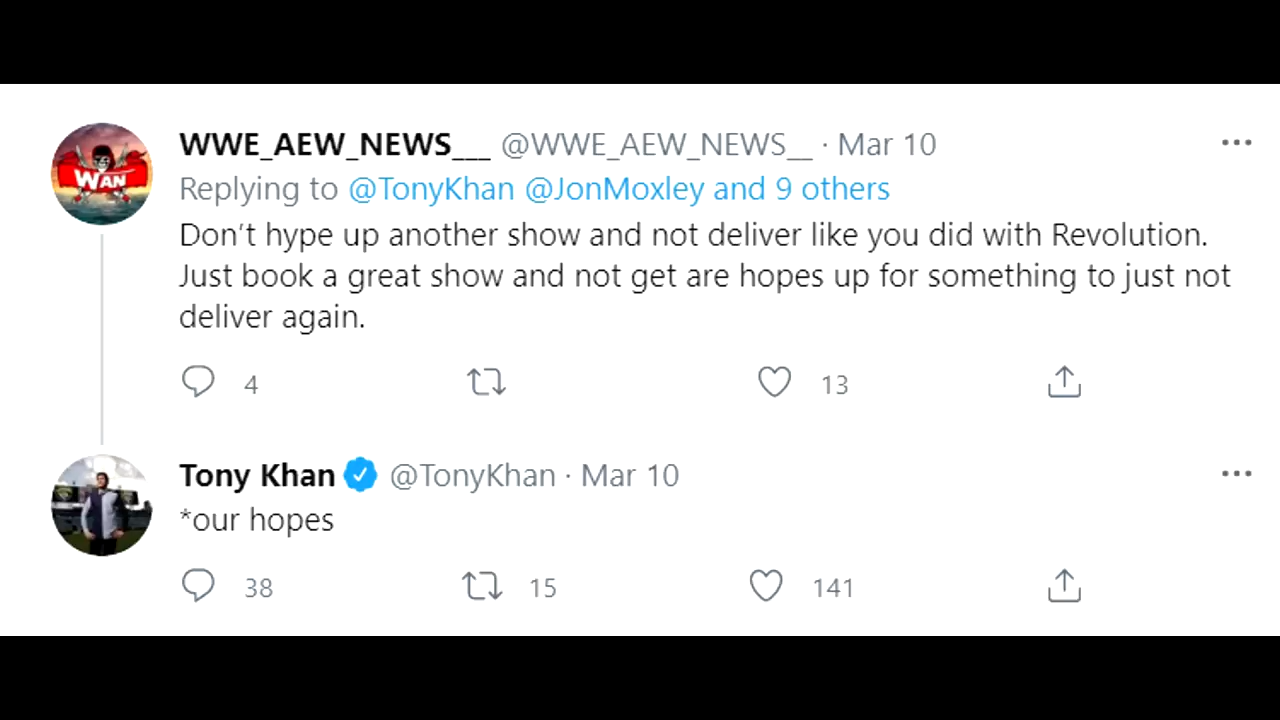 WWE_AEW_NEWS___ @WWE_AEW_NEWS__ · Mar 10
Replying to @TonyKhan @JonMoxley and 9 others
Don’t hype up another show and not deliver like you did with Revolution.
Just book a great show and not get are hopes up for something to just not
deliver again.
4 13
WAN
Tony Khan @TonyKhan · Mar 10
*our hopes
38 15 141